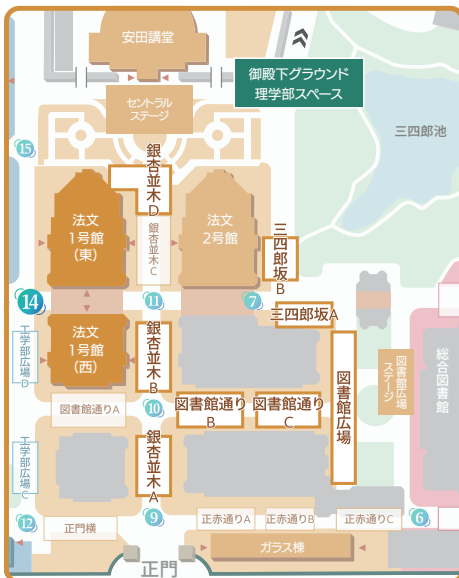 安田講堂
御殿下グラウンド
理学部スペース
セントラル
ステージ
三四郎池
15
銀杏並木D
法文
1号館
(東)
銀杏並木C
法文
2号館
三四郎坂B
14
11
7
三四郎坂A
工学部広場D
法文
1号館
(西)
銀杏並木B
図書館広場
図書館広場
ステージ
総合図書館
図書館通りA
10
図書館通り
B
図書館通り
C
工学部広場C
銀杏並木A
12
正門横
9
正赤通りA
正赤通りB
正赤通りC
6
正門
ガラス棟